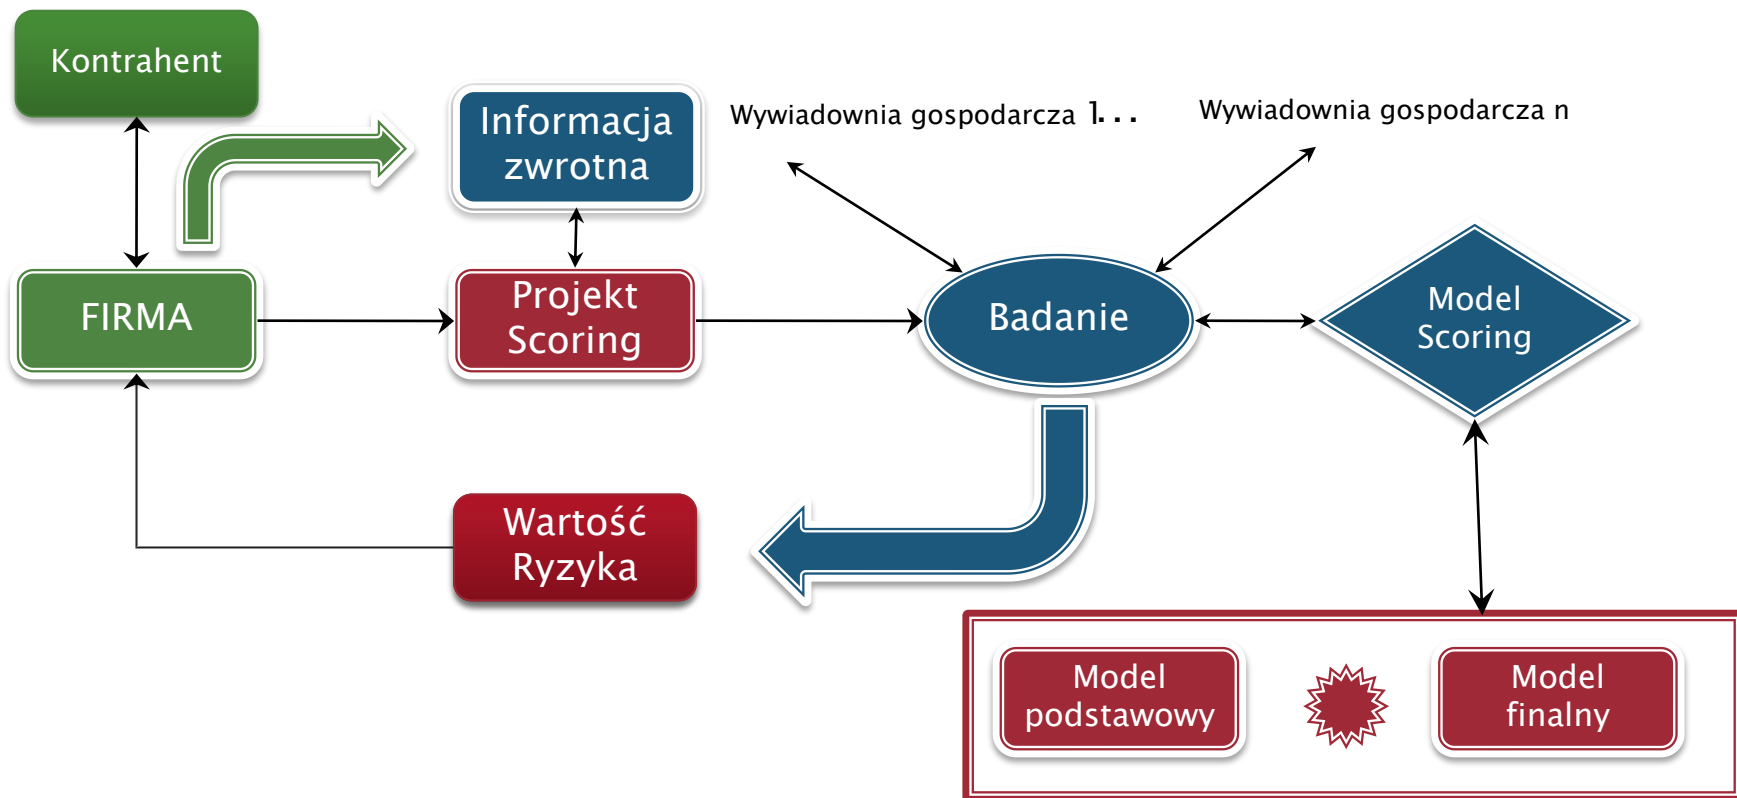 Kontrahent
Informacja
zwrotna
Wywiadownia gospodarcza 1...
Wywiadownia gospodarcza n
FIRMA
Projekt
Scoring
Badanie
Model
Scoring
Wartość
Ryzyka
Model
podstawowy
Model
finalny